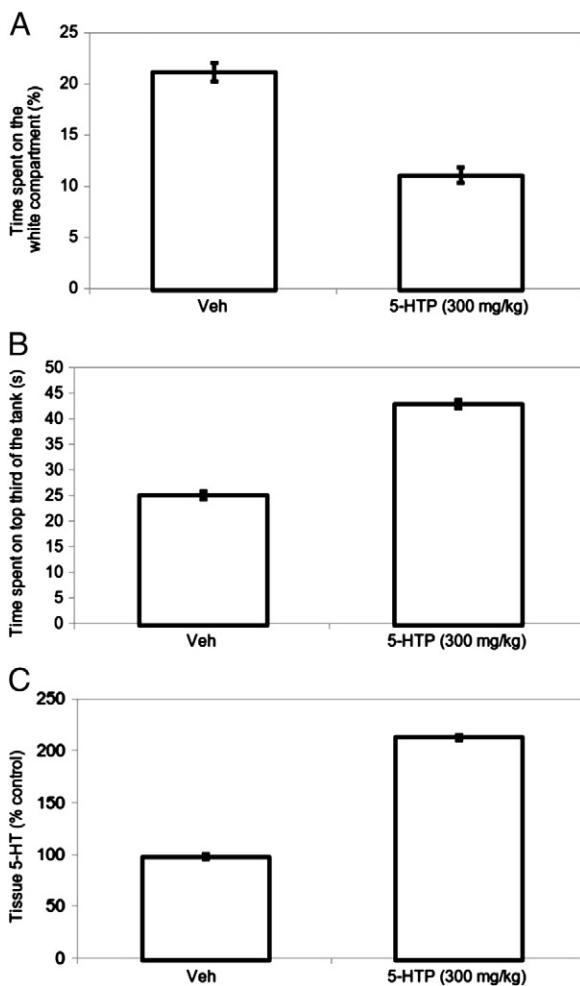 A
Time spent on the
white compartment (%)
25
20
15
10
5
0
Veh
5-HTP (300 mg/kg)
B
Time spent on top third of the tank (s)
50
45
40
35
30
25
20
15
10
5
0
Veh
5-HTP (300 mg/kg)
C
Tissue 5-HT (% control)
250
200
150
100
50
0
Veh
5-HTP (300 mg/kg)